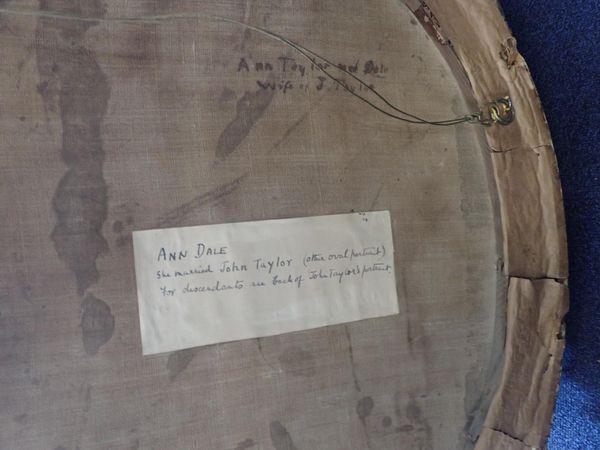 Ann Taylor neé Dale
Wife of J. Taylor
ANN DALE
She married John Taylor (other oval portrait)
For descendants see back of John Taylor's portrait.